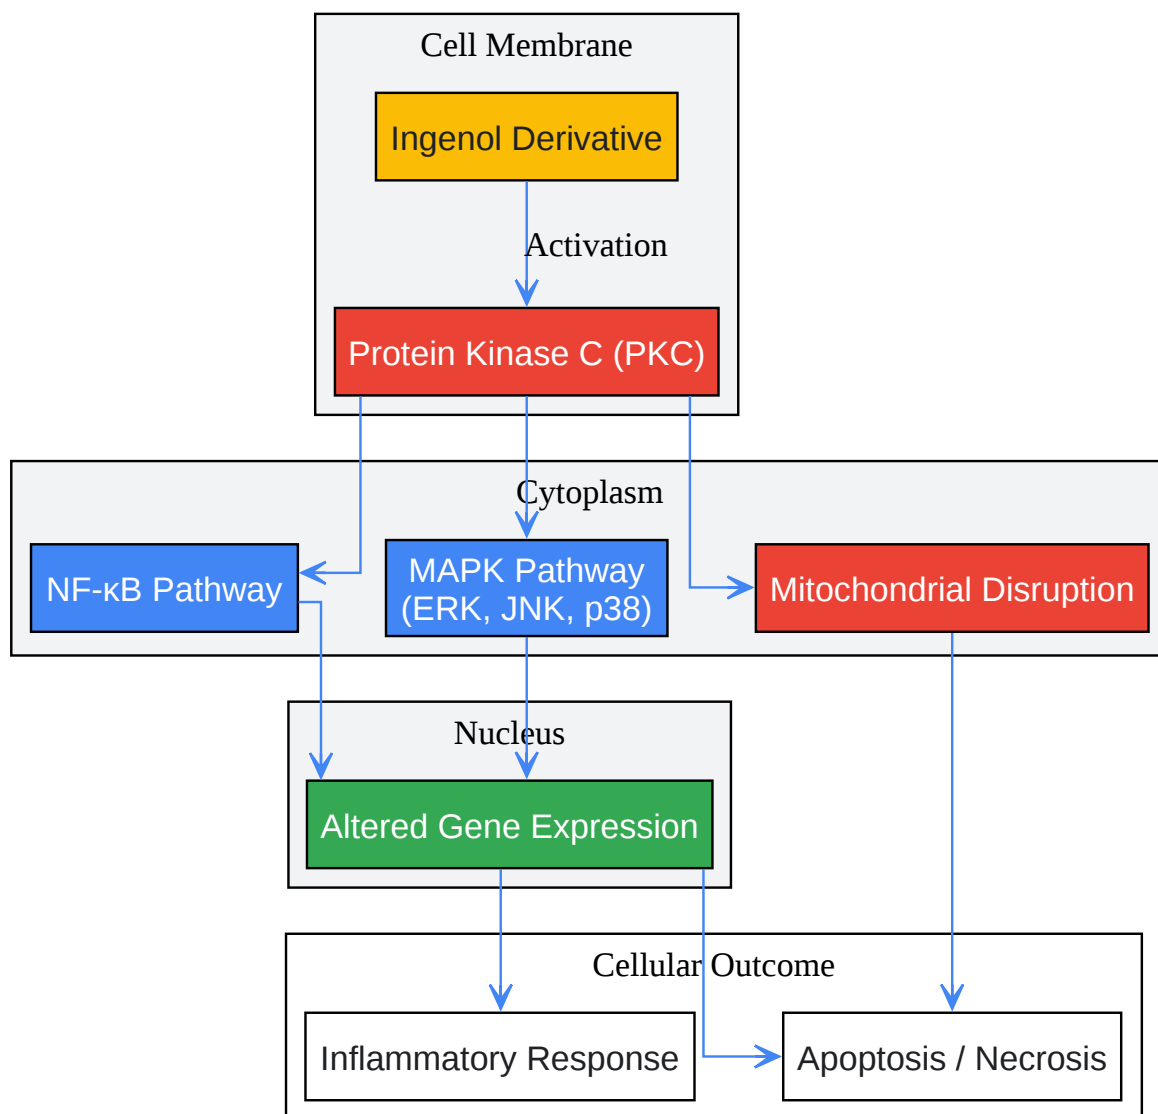 Cell Membrane
Ingenol Derivative
Activation
Protein Kinase C (PKC)
Cytoplasm
NF-κB Pathway
MAPK Pathway
(ERK, JNK, p38)
Mitochondrial Disruption
Nucleus
Altered Gene Expression
Cellular Outcome
Inflammatory Response
Apoptosis / Necrosis